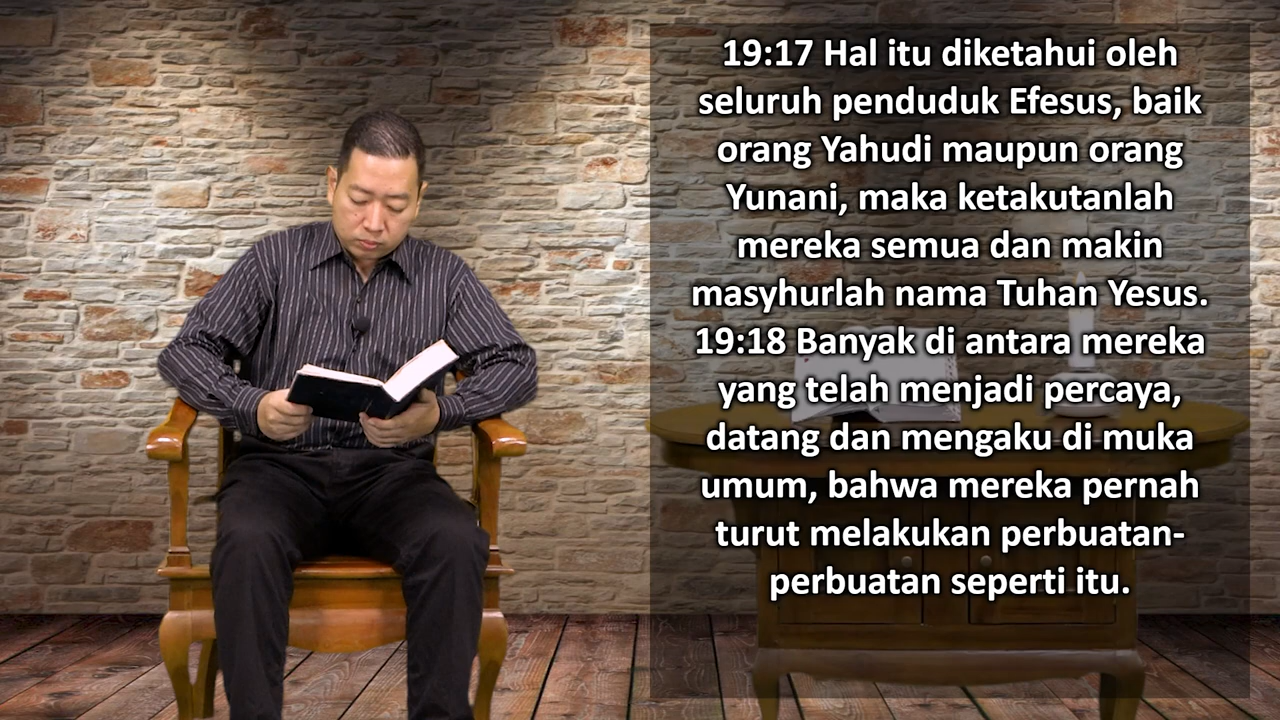 19:17 Hal itu diketahui oleh
seluruh penduduk Efesus, baik
orang Yahudi maupun orang
Yunani, maka ketakutanlah
mereka semua dan makin
masyhurlah nama Tuhan Yesus.
19:18 Banyak di antara mereka
yang telah menjadi percaya,
datang dan mengaku di muka
umum, bahwa mereka pernah
turut melakukan perbuatan-
perbuatan seperti itu.